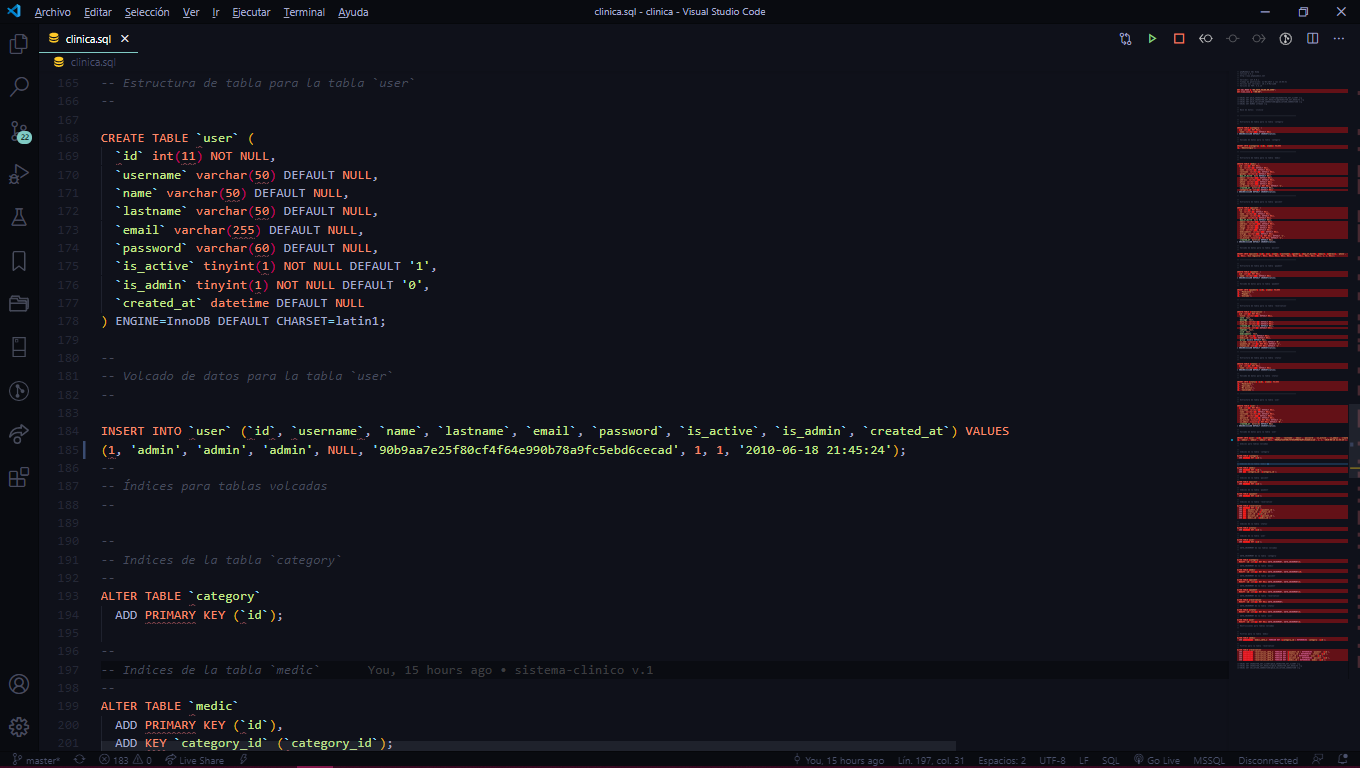 Archivo Editar Selección Ver Ir Ejecutar Terminal Ayuda
clinica.sql - clinica - Visual Studio Code
clinica.sql
clinica.sql
165 -- Estructura de tabla para la tabla `user`
166 --
167
168 CREATE TABLE `user` (
169 `id` int(11) NOT NULL,
170 `username` varchar(50) DEFAULT NULL,
171 `name` varchar(50) DEFAULT NULL,
172 `lastname` varchar(50) DEFAULT NULL,
173 `email` varchar(255) DEFAULT NULL,
174 `password` varchar(60) DEFAULT NULL,
175 `is_active` tinyint(1) NOT NULL DEFAULT '1',
176 `is_admin` tinyint(1) NOT NULL DEFAULT '0',
177 `created_at` datetime DEFAULT NULL
178 ) ENGINE=InnoDB DEFAULT CHARSET=latin1;
179
180 --
181 -- Volcado de datos para la tabla `user`
182 --
183
184 INSERT INTO `user` (`id`, `username`, `name`, `lastname`, `email`, `password`, `is_active`, `is_admin`, `created_at`) VALUES
185 (1, 'admin', 'admin', 'admin', NULL, '90b9aa7e25f80cf4f64e990b78a9fc5ebd6cecad', 1, 1, '2010-06-18 21:45:24');
186 --
187 -- Índices para tablas volcadas
188 --
189
190 --
191 -- Indices de la tabla `category`
192 --
193 ALTER TABLE `category`
194 ADD PRIMARY KEY (`id`);
195
196 --
197 -- Indices de la tabla `medic` You, 15 hours ago • sistema-clinico v.1
198 --
199 ALTER TABLE `medic`
200 ADD PRIMARY KEY (`id`),
201 ADD KEY `category_id` (`category_id`);
22
master* 183 0 Live Share You, 15 hours ago Lín. 197, col. 31 Espacios: 2 UTF-8 LF SQL Go Live MSSQL Disconnected